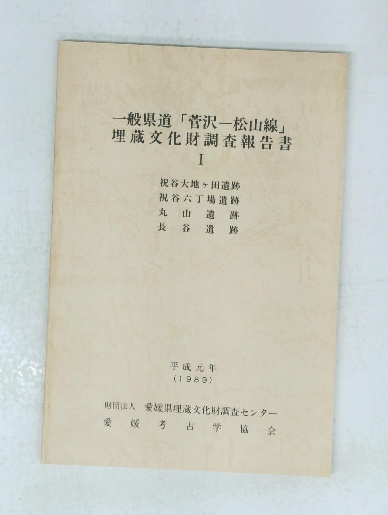 一般県道「菅沢―松山線」
埋蔵文化財調査報告書
I
祝谷大地ヶ田遺跡
祝谷六丁場遺跡
丸山遺跡
長谷遺跡
平成元年
(1989)
財団法人 愛媛県埋蔵文化財調査センター
愛媛考古学協会